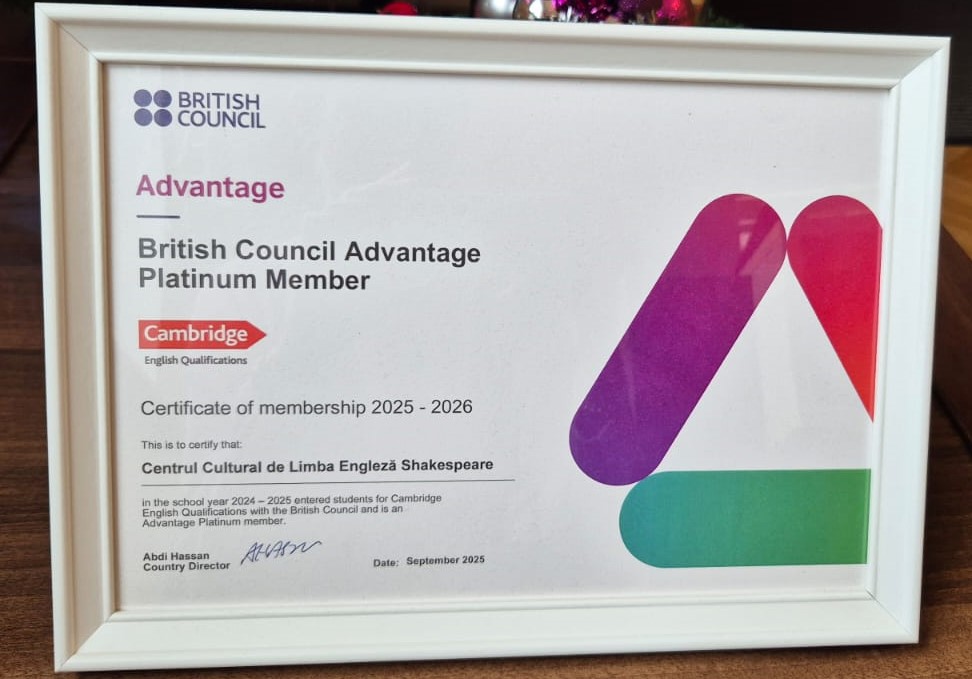 BRITISH
COUNCIL
Advantage
British Council Advantage
Platinum Member
Cambridge
English Qualifications
Certificate of membership 2025 - 2026
This is to certify that:
Centrul Cultural de Limba Engleză Shakespeare
in the school year 2024 – 2025 entered students for Cambridge
English Qualifications with the British Council and is an
Advantage Platinum member.
Abdi Hassan
Country Director
Date: September 2025